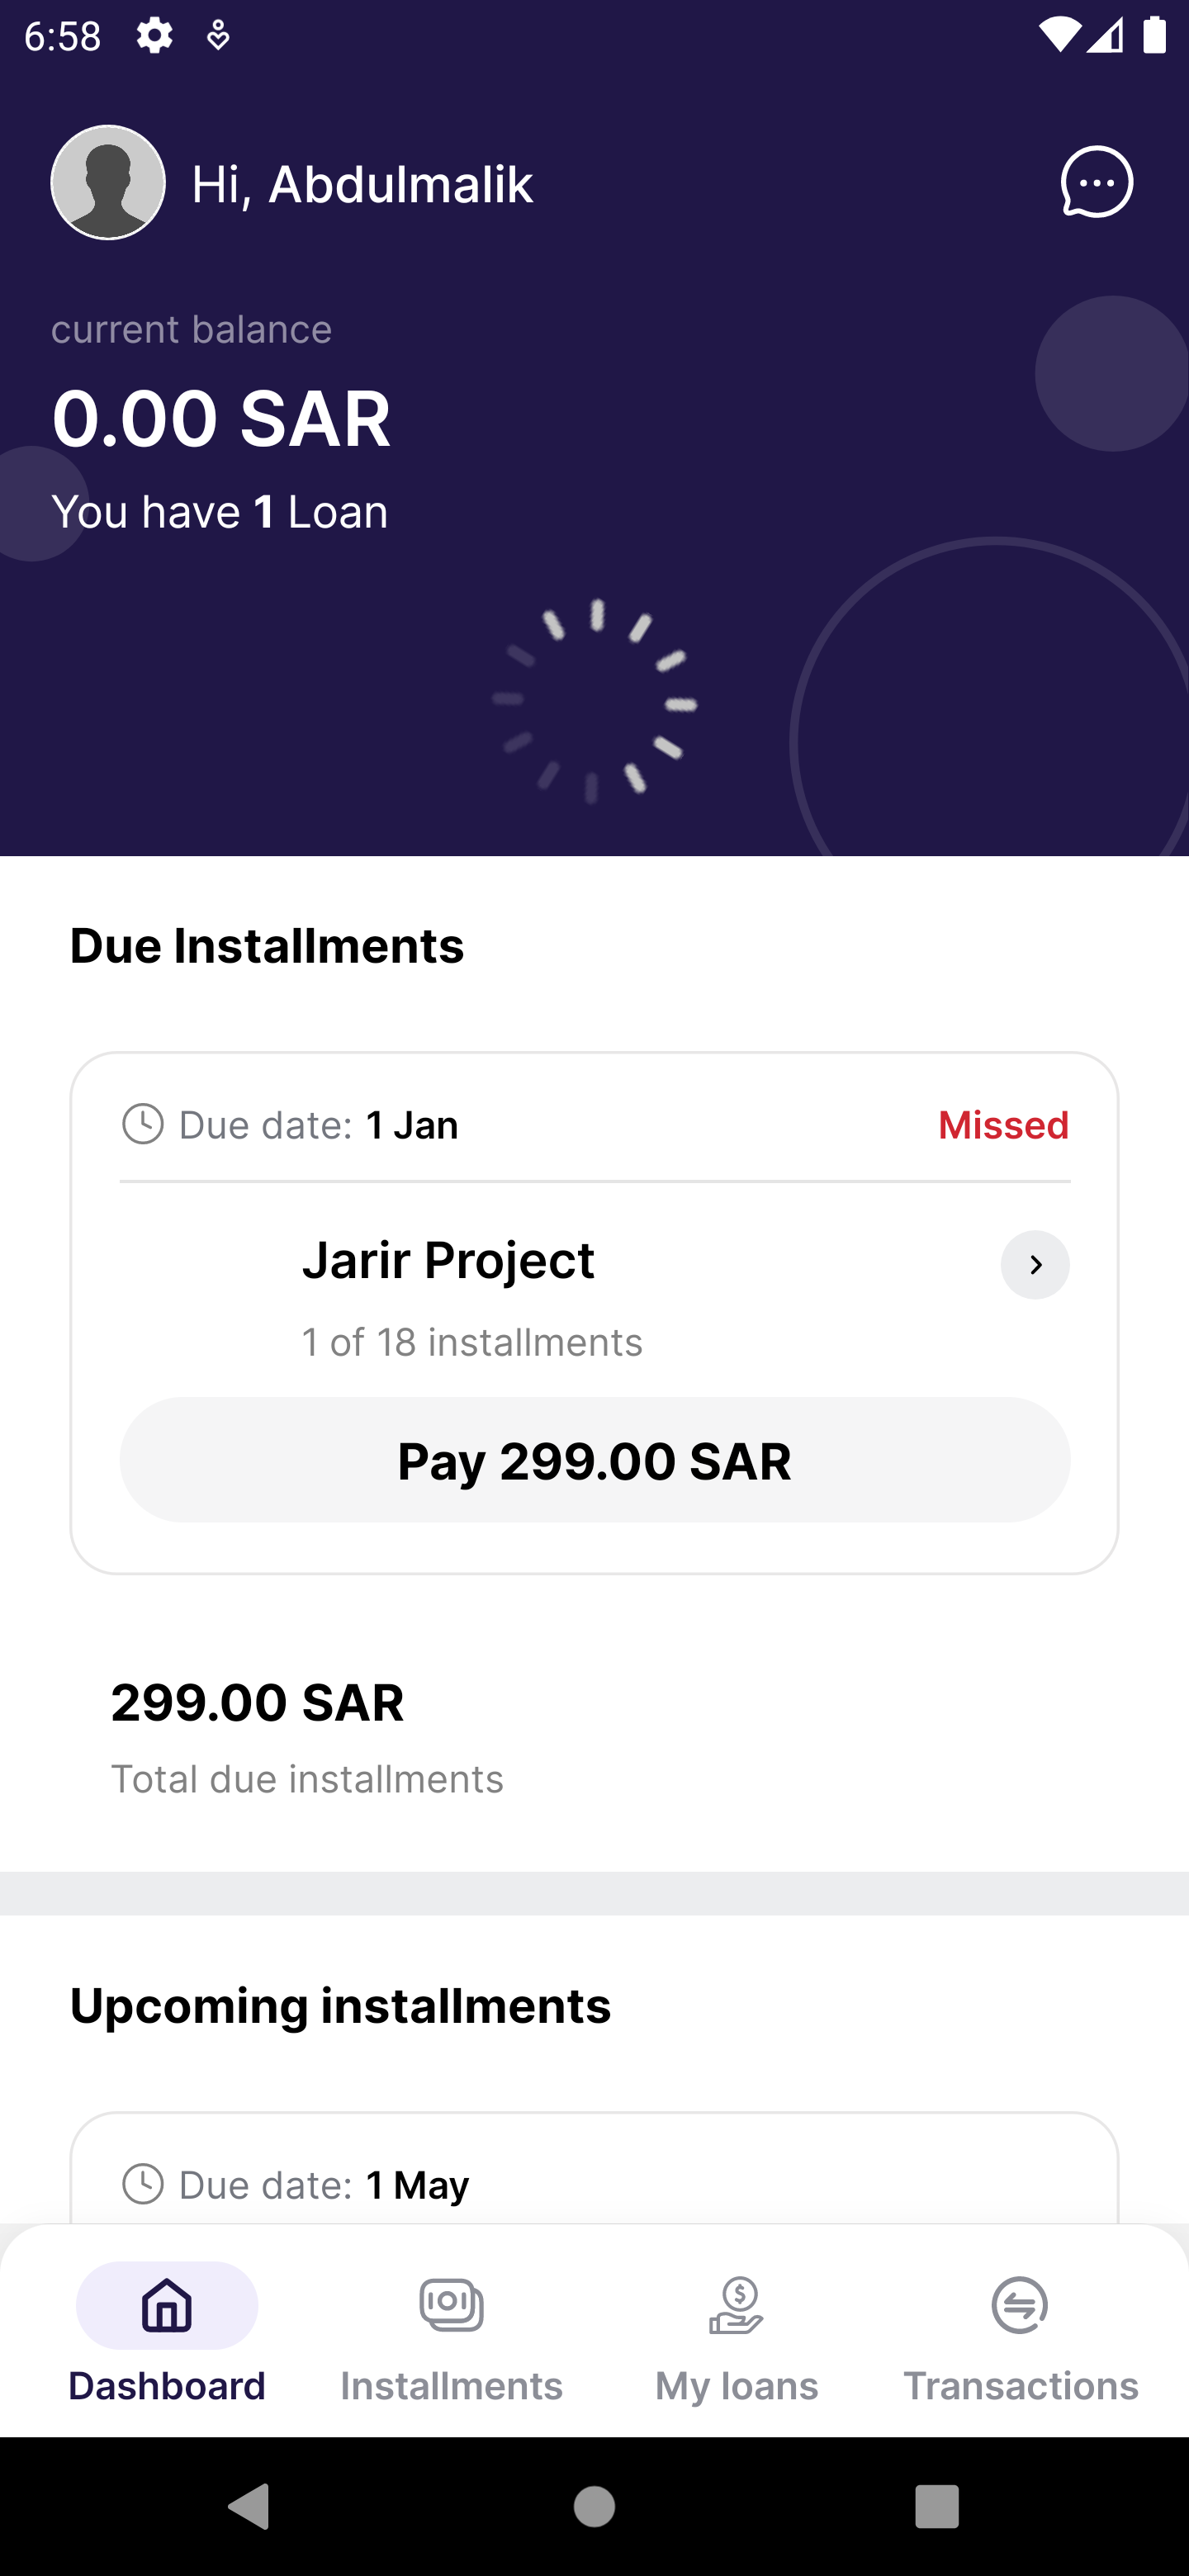 6:58
Hi, Abdulmalik
current balance
0.00 SAR
You have 1 Loan
Due Installments
Due date: 1 Jan
Missed
Jarir Project
1 of 18 installments
Pay 299.00 SAR
299.00 SAR
Total due installments
Upcoming installments
Due date: 1 May
Dashboard
Installments
My loans
Transactions